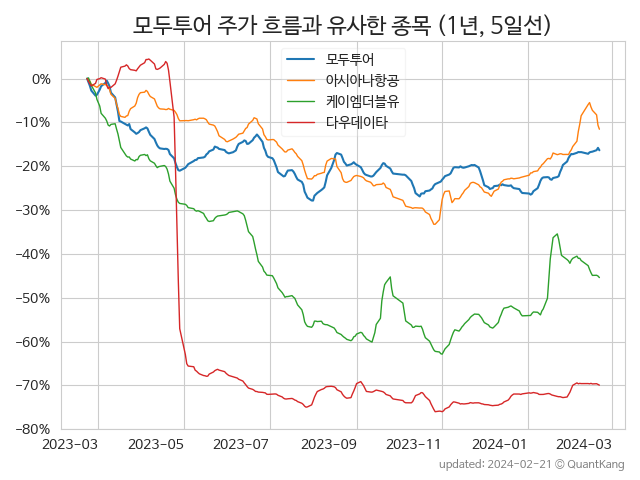 모두투어 주가 흐름과 유사한 종목 (1년, 5일선)
모두투어
아시아나항공
케이엠더블유
다우데이타
0%
−10%
−20%
−30%
−40%
−50%
−60%
−70%
−80%
2023-03
2023-05
2023-07
2023-09
2023-11
2024-01
2024-03
updated: 2024-02-21 © QuantKang